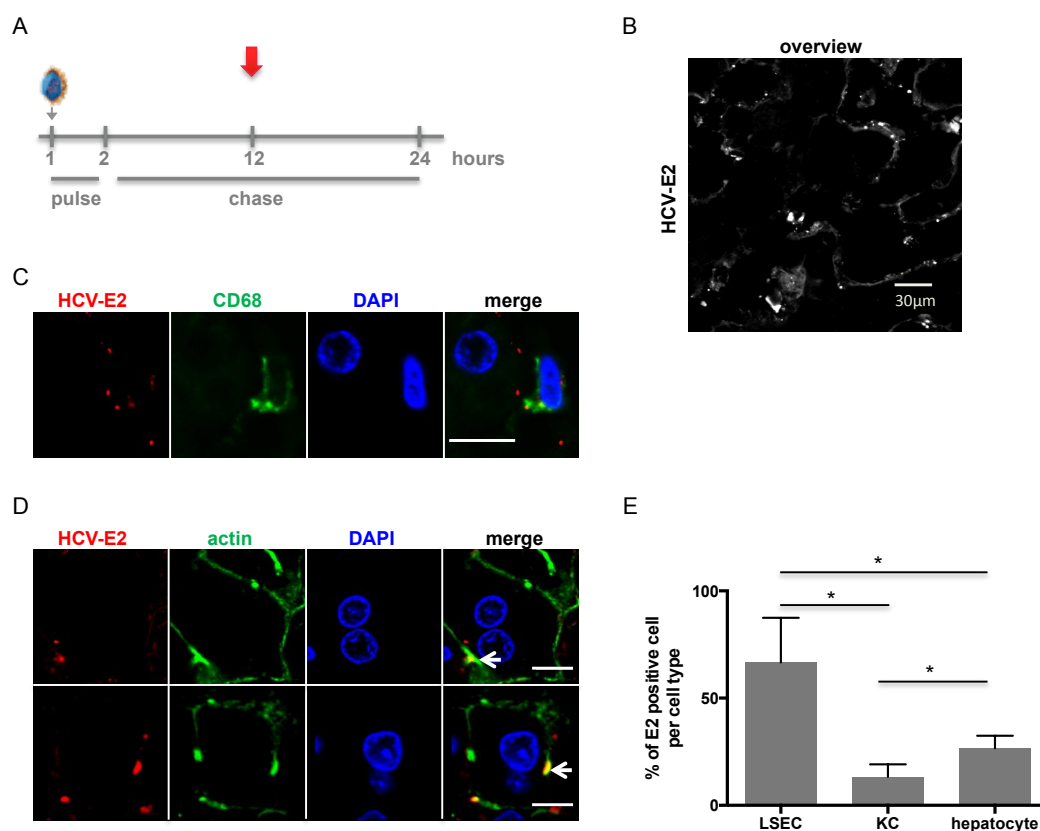 A
1 2 12 24 hours
pulse chase
B
overview
HCV-E2
30μm
C
HCV-E2 CD68 DAPI merge
D
HCV-E2 actin DAPI merge
E
*
*
*
% of E2 positive cell
per cell type
100
50
0
LSEC KC hepatocyte